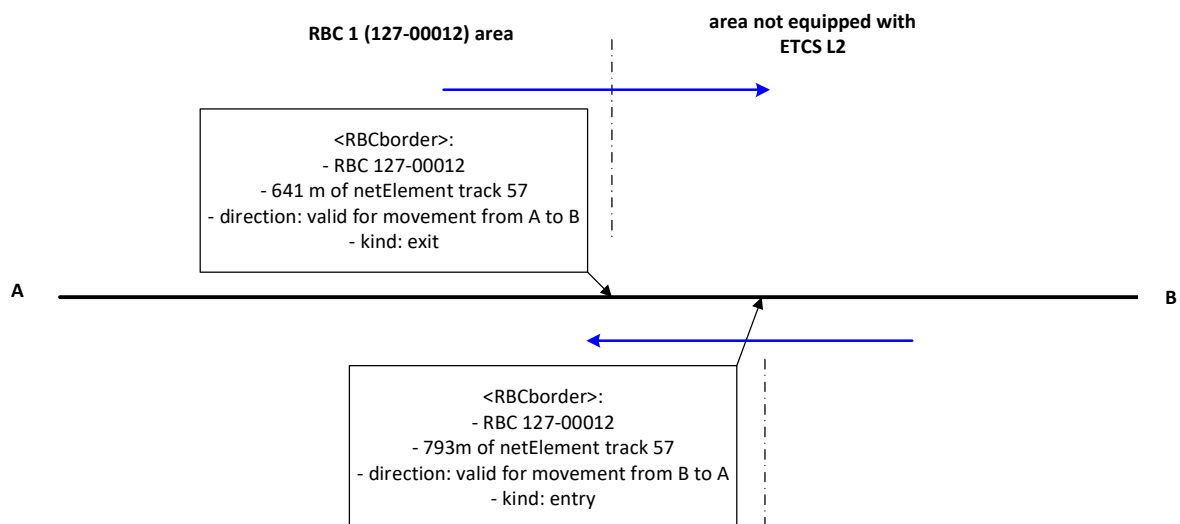 RBC 1 (127-00012) area
area not equipped with
ETCS L2
<RBCborder>:
- RBC 127-00012
- 641 m of netElement track 57
- direction: valid for movement from A to B
- kind: exit
A
B
<RBCborder>:
- RBC 127-00012
- 793m of netElement track 57
- direction: valid for movement from B to A
- kind: entry